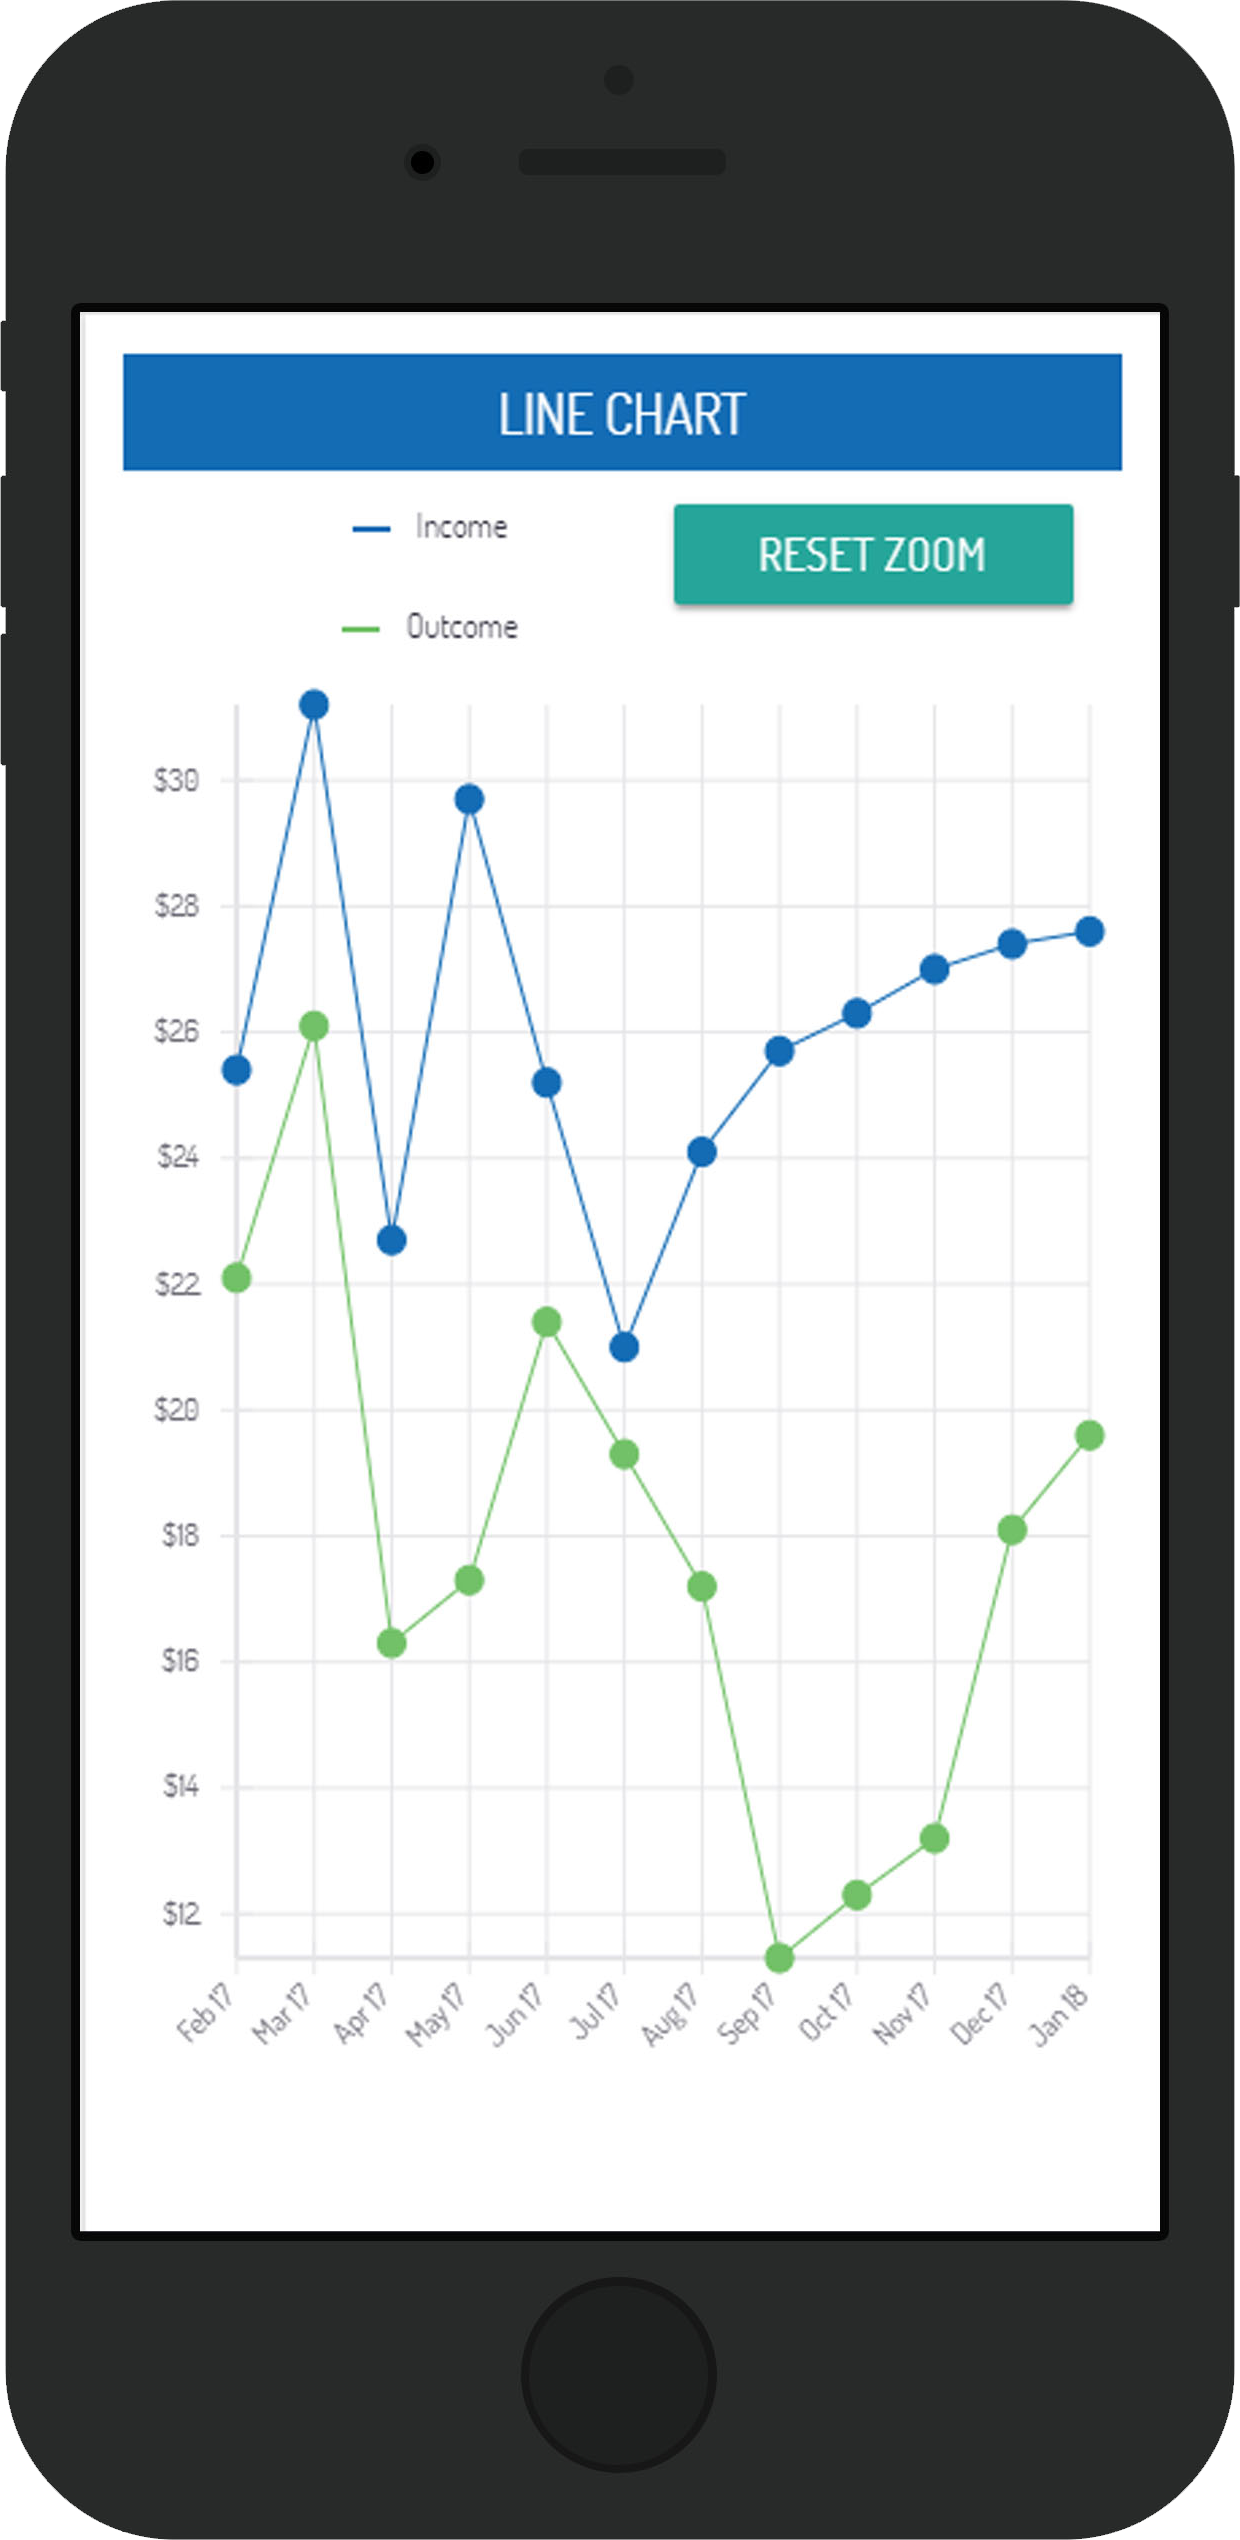 LINE CHART
Income
RESET ZOOM
Outcome
$30
$28
$26
$24
$22
$20
$18
$16
$14
$12
Feb 17
Mar 17
Apr 17
May 17
Jun 17
Jul 17
Aug 17
Sep 17
Oct 17
Nov 17
Dec 17
Jan 18